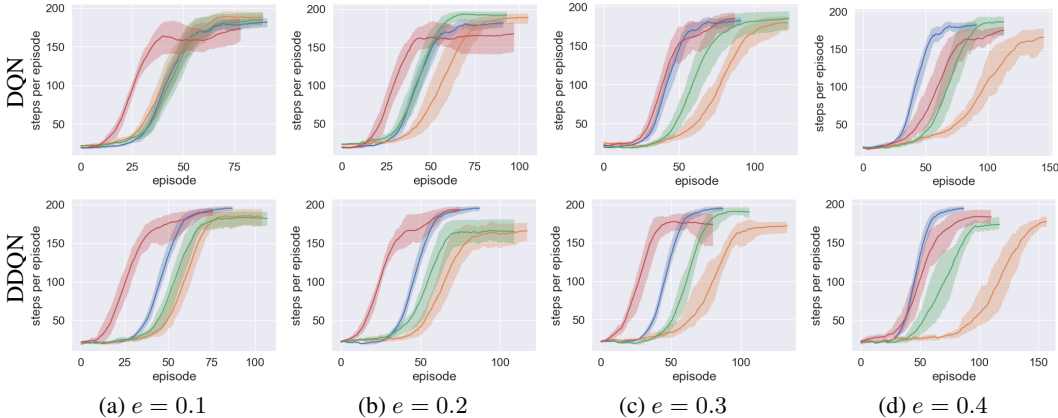 DQN
steps per episode
200
150
100
50
0 25 50 75
episode
steps per episode
200
150
100
50
0 25 50 75 100
episode
steps per episode
200
150
100
50
0 50 100
episode
steps per episode
200
150
100
50
0 50 100 150
episode
DDQN
steps per episode
200
150
100
50
0 25 50 75 100
episode
steps per episode
200
150
100
50
0 50 100
episode
steps per episode
200
150
100
50
0 50 100
episode
steps per episode
200
150
100
50
0 50 100 150
episode
(a) e = 0.1
(b) e = 0.2
(c) e = 0.3
(d) e = 0.4